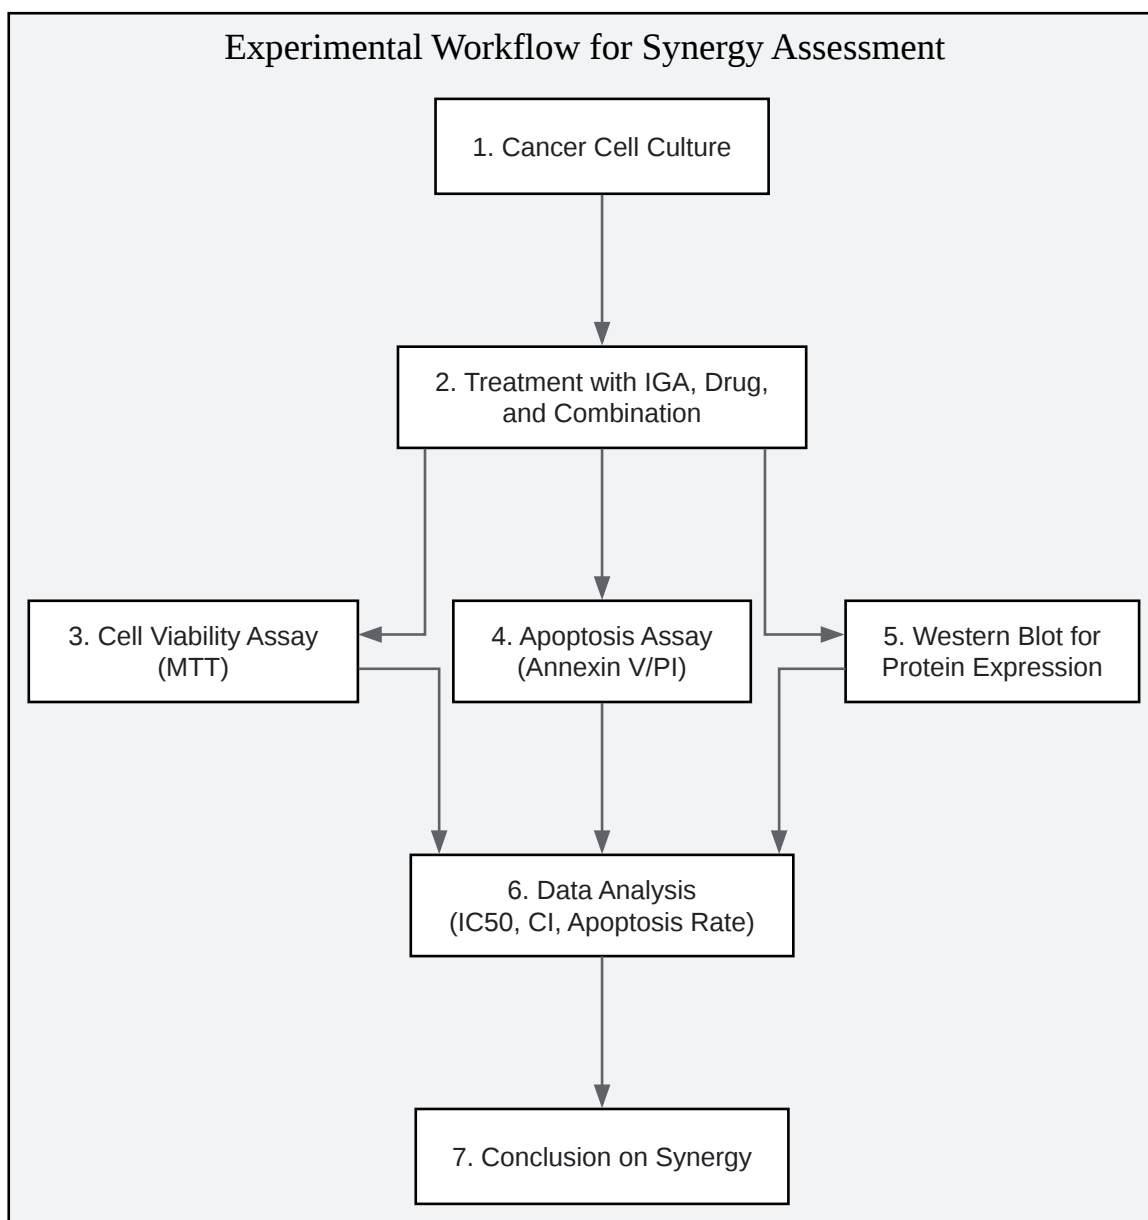 Experimental Workflow for Synergy Assessment
1. Cancer Cell Culture
2. Treatment with IGA, Drug,
and Combination
3. Cell Viability Assay
(MTT)
4. Apoptosis Assay
(Annexin V/PI)
5. Western Blot for
Protein Expression
6. Data Analysis
(IC50, CI, Apoptosis Rate)
7. Conclusion on Synergy